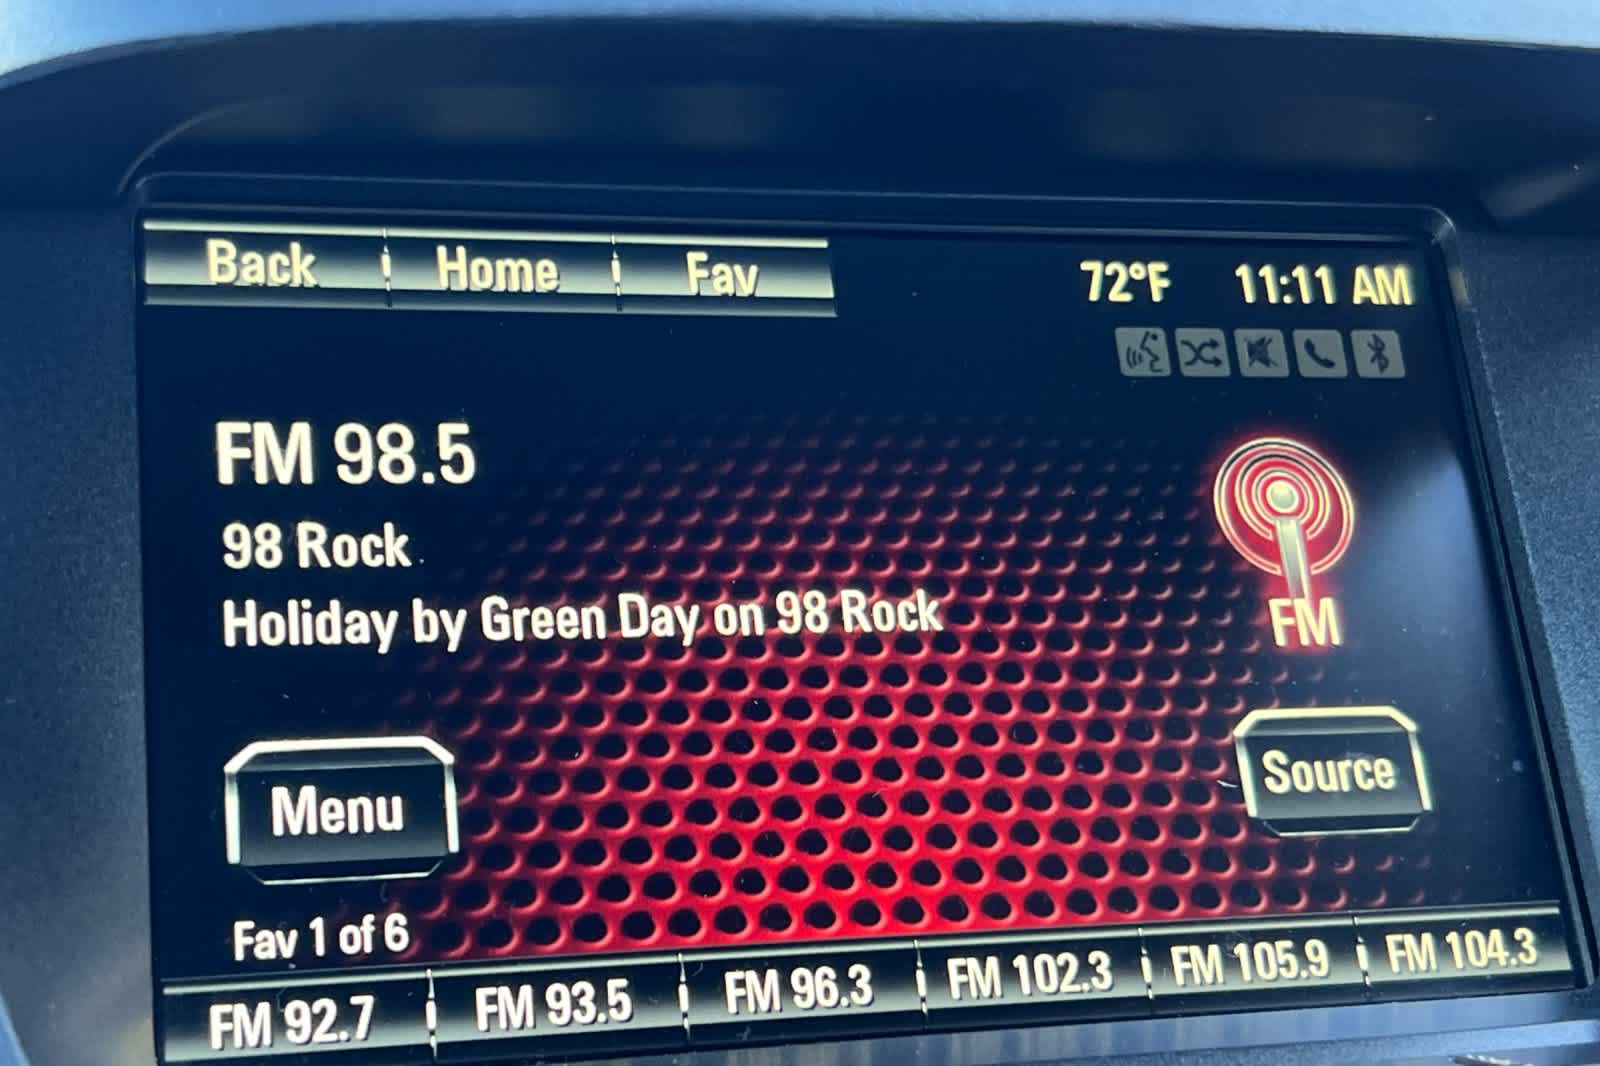 Back Home Fav 72°F 11:11 AM
FM 98.5
98 Rock
Holiday by Green Day on 98 Rock
FM
Menu Source
Fav 1 of 6
FM 92.7 FM 93.5 FM 96.3 FM 102.3 FM 105.9 FM 104.3